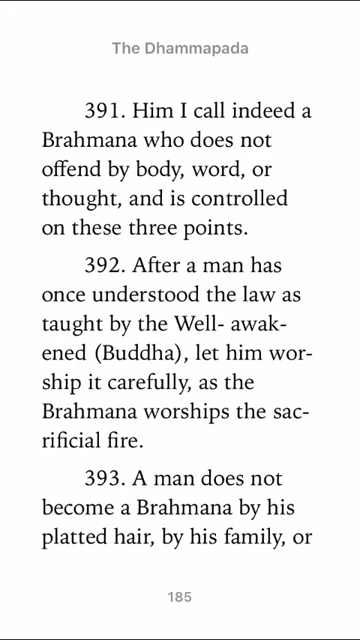 The Dhammapada
391. Him I call indeed a
Brahmana who does not
offend by body, word, or
thought, and is controlled
on these three points.
392. After a man has
once understood the law as
taught by the Well- awak-
ened (Buddha), let him wor-
ship it carefully, as the
Brahmana worships the sac-
rificial fire.
393. A man does not
become a Brahmana by his
platted hair, by his family, or
185